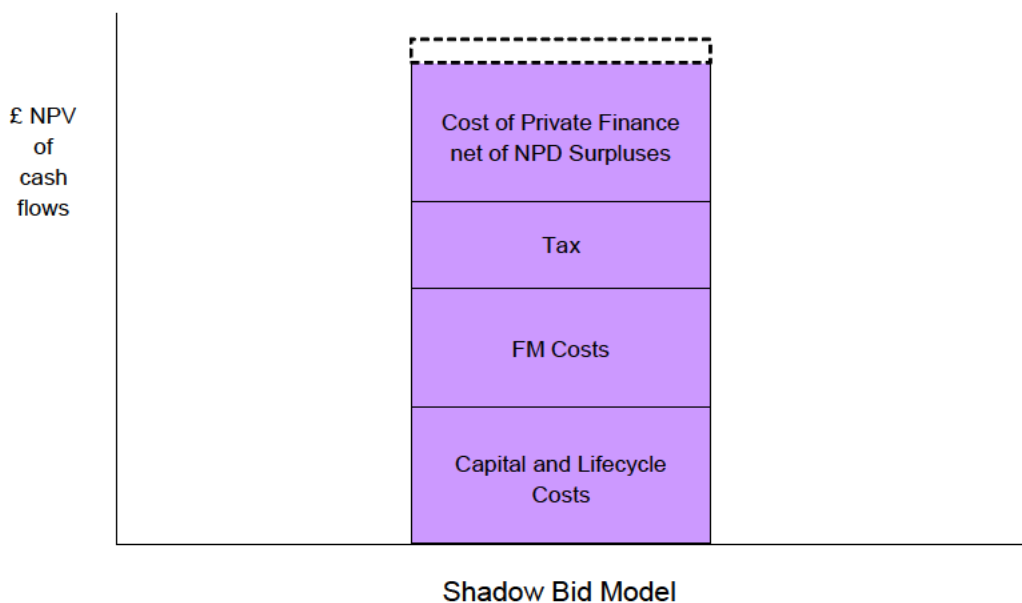 £ NPV
of
cash
flows
Cost of Private Finance
net of NPD Surpluses
Tax
FM Costs
Capital and Lifecycle
Costs
Shadow Bid Model